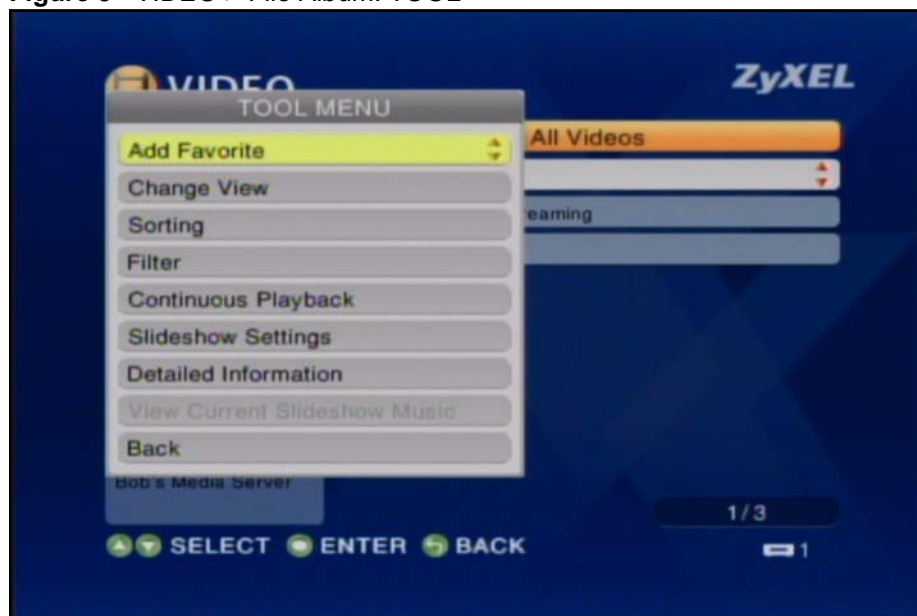 VIDEO
ZyXEL
TOOL MENU
All Videos
Add Favorite
Change View
eaming
Sorting
Filter
Continuous Playback
Slideshow Settings
Detailed Information
View Current Slideshow Music
Back
Bob's Media Server
1/3
SELECT ENTER BACK
1